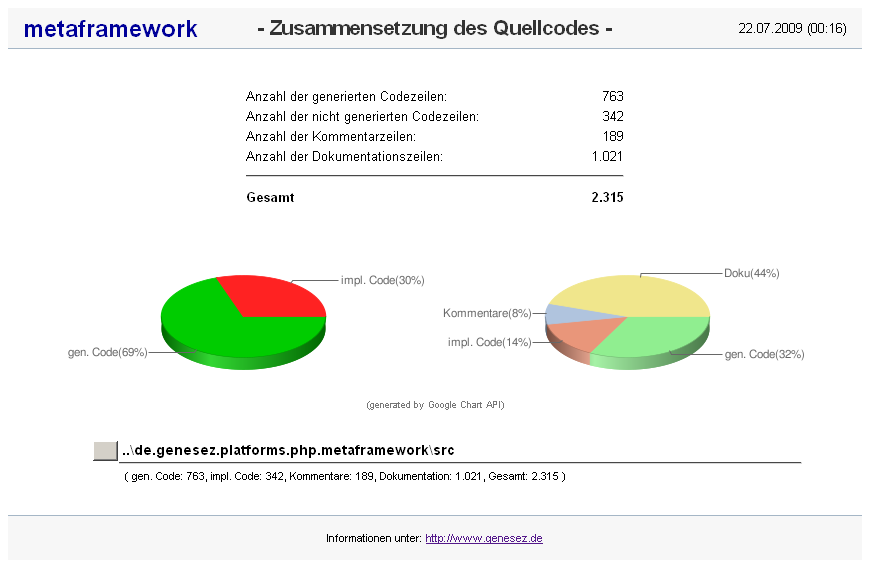 metaframework - Zusammensetzung des Quellcodes - 22.07.2009 (00:16)
Anzahl der generierten Codezeilen: 763
Anzahl der nicht generierten Codezeilen: 342
Anzahl der Kommentarzeilen: 189
Anzahl der Dokumentationszeilen: 1.021
Gesamt 2.315
impl. Code(30%)
gen. Code(69%)
Doku(44%)
Kommentare(8%)
impl. Code(14%)
gen. Code(32%)
(generated by Google Chart API)
..\de.genesez.platforms.php.metaframework\src
( gen. Code: 763, impl. Code: 342, Kommentare: 189, Dokumentation: 1.021, Gesamt: 2.315 )
Informationen unter: http://www.genesez.de